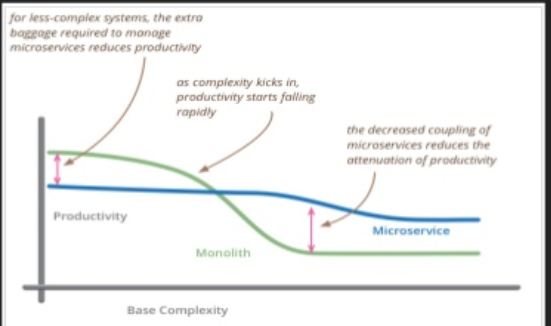 for less-complex systems, the extra
baggage required to manage
microservices reduces productivity
as complexity kicks in,
productivity starts falling
rapidly
the decreased coupling of
microservices reduces the
attenuation of productivity
Productivity
Microservice
Monolith
Base Complexity